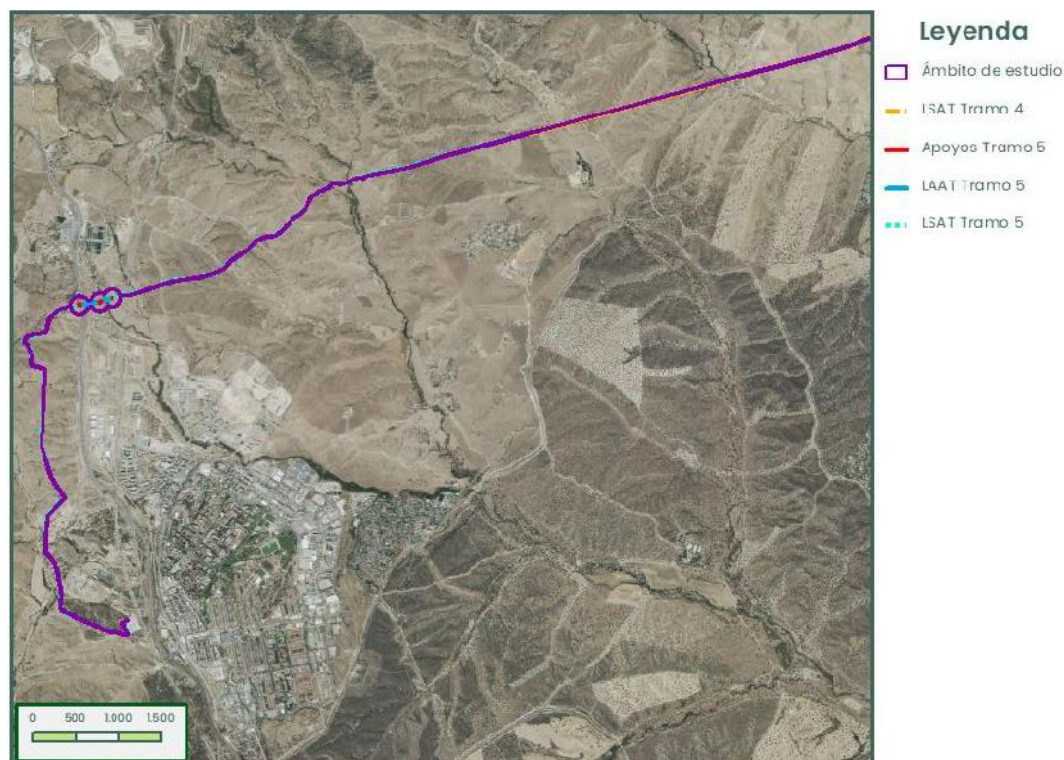 Leyenda
Ámbito de estudio
LSAT Tramo 4
Apoyos Tramo 5
LAAT Tramo 5
LSAT Tramo 5
0 500 1.000 1.500